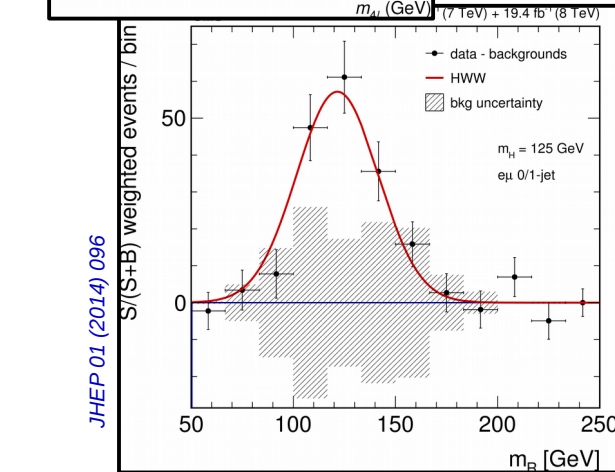 m4l (GeV)
(7 TeV) + 19.4 fb-1 (8 TeV)
S/(S+B) weighted events / bin
data - backgrounds
HWW
bkg uncertainty
mH = 125 GeV
eμ 0/1-jet
50
0
50 100 150 200 250
mR [GeV]
JHEP 01 (2014) 096